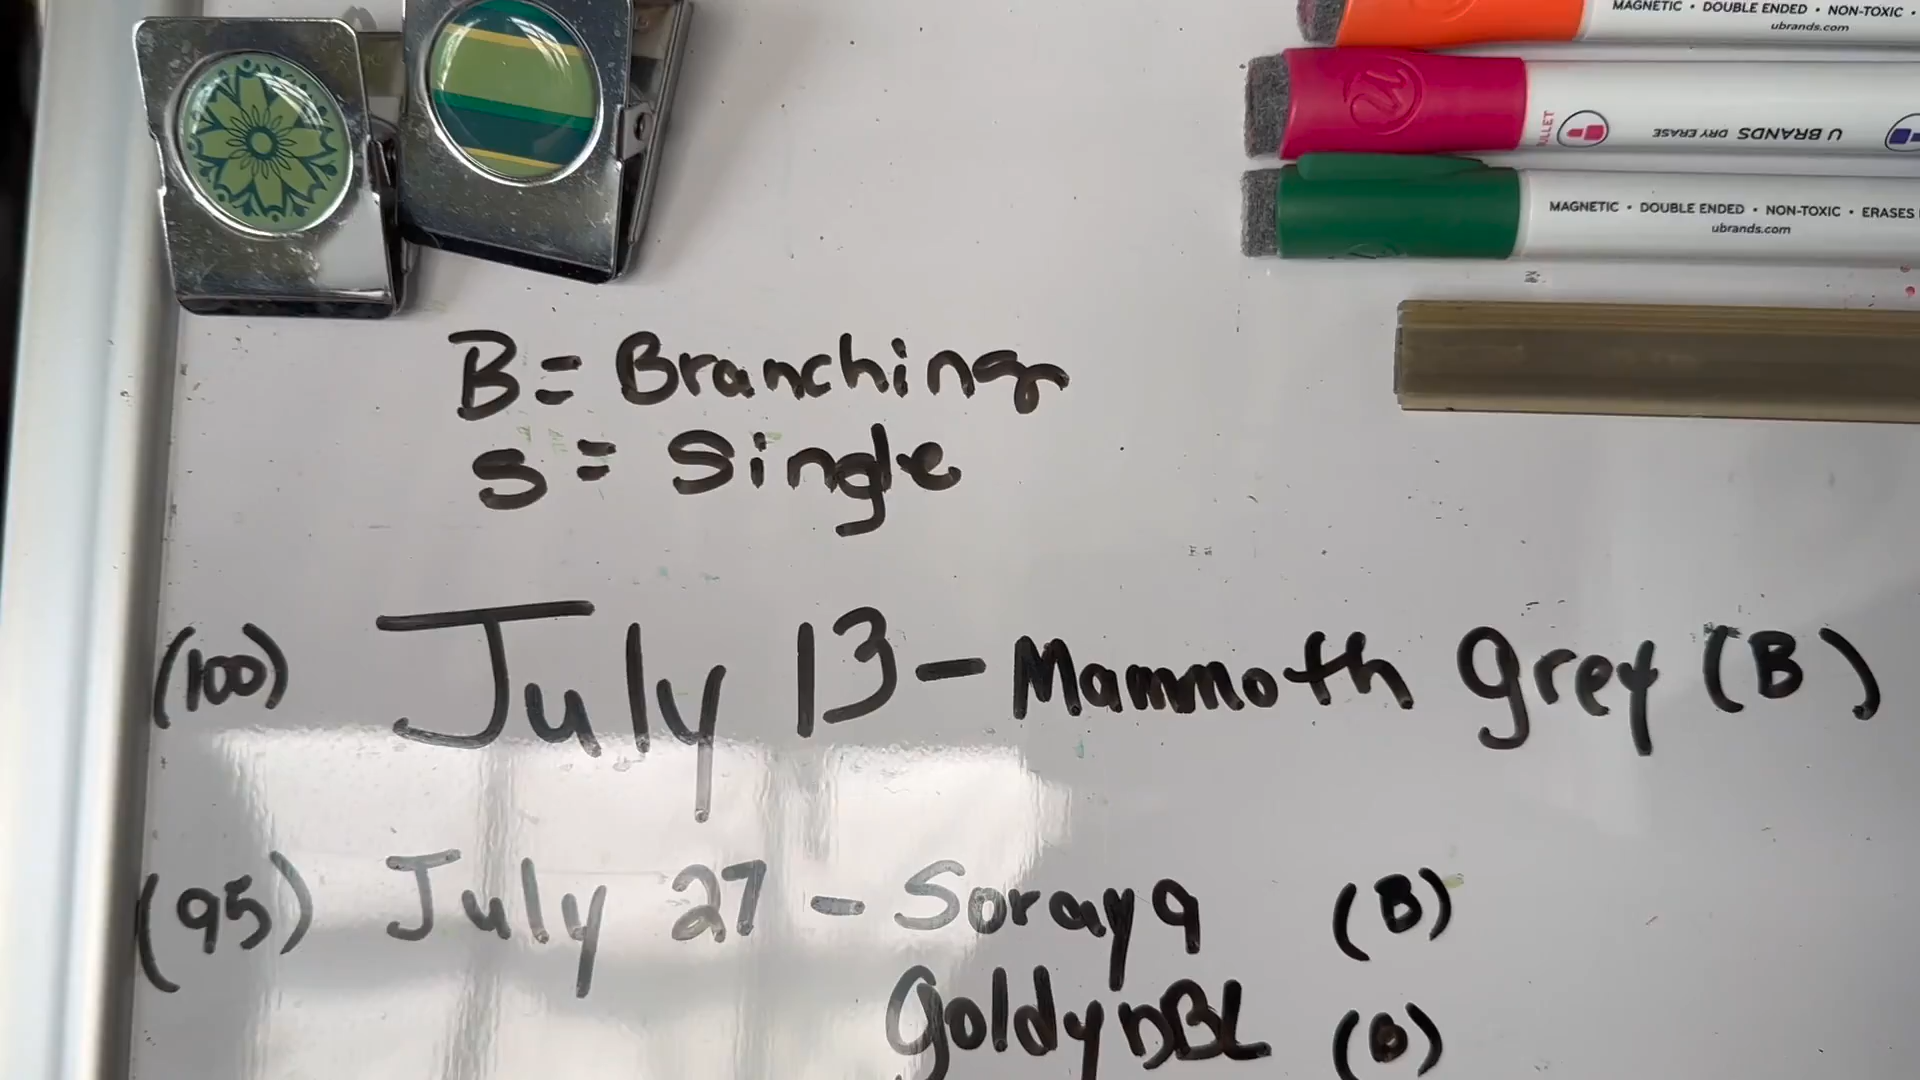 MAGNETIC • DOUBLE ENDED • NON-TOXIC •
ubrands.com
BULLET
U BRANDS DRY ERASE
MAGNETIC • DOUBLE ENDED • NON-TOXIC • ERASES
ubrands.com
B = Branching
S = Single
(100) July 13 - Mammoth grey (B)
(95) July 27 - Soraya (B)
Goldy DBL (B)